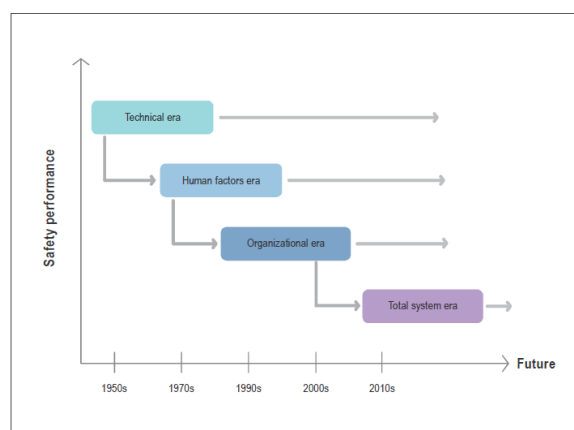 Safety performance
Technical era
Human factors era
Organizational era
Total system era
Future
1950s
1970s
1990s
2000s
2010s